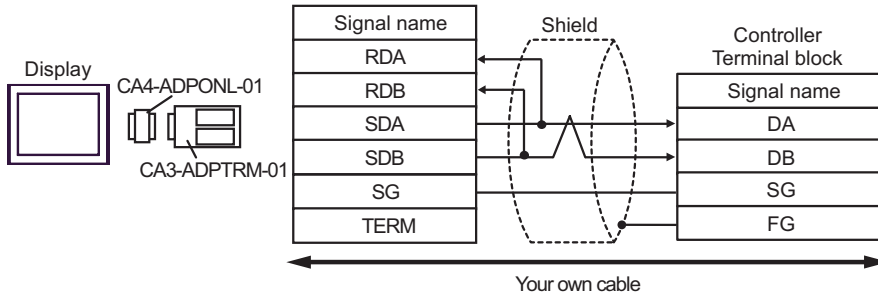 Display
CA4-ADPONL-01
CA3-ADPTRM-01
Signal name
RDA
RDB
SDA
SDB
SG
TERM
Shield
Controller
Terminal block
Signal name
DA
DB
SG
FG
Your own cable